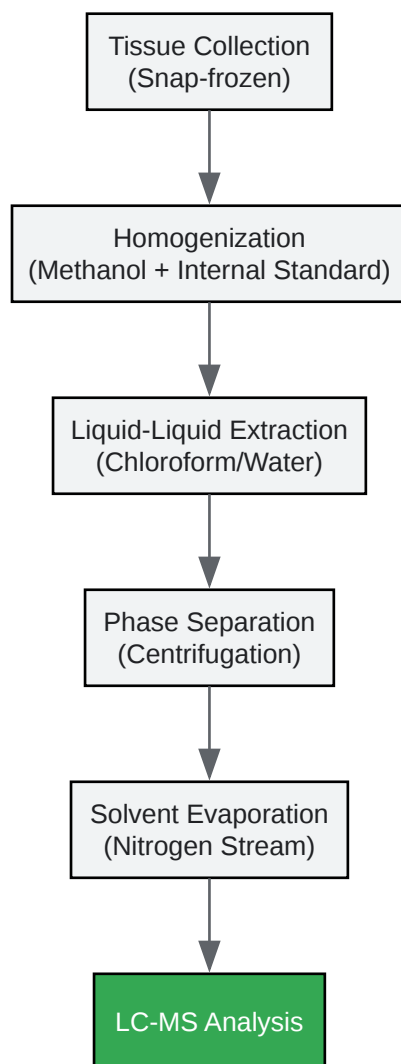 Tissue Collection
(Snap-frozen)
Homogenization
(Methanol + Internal Standard)
Liquid-Liquid Extraction
(Chloroform/Water)
Phase Separation
(Centrifugation)
Solvent Evaporation
(Nitrogen Stream)
LC-MS Analysis